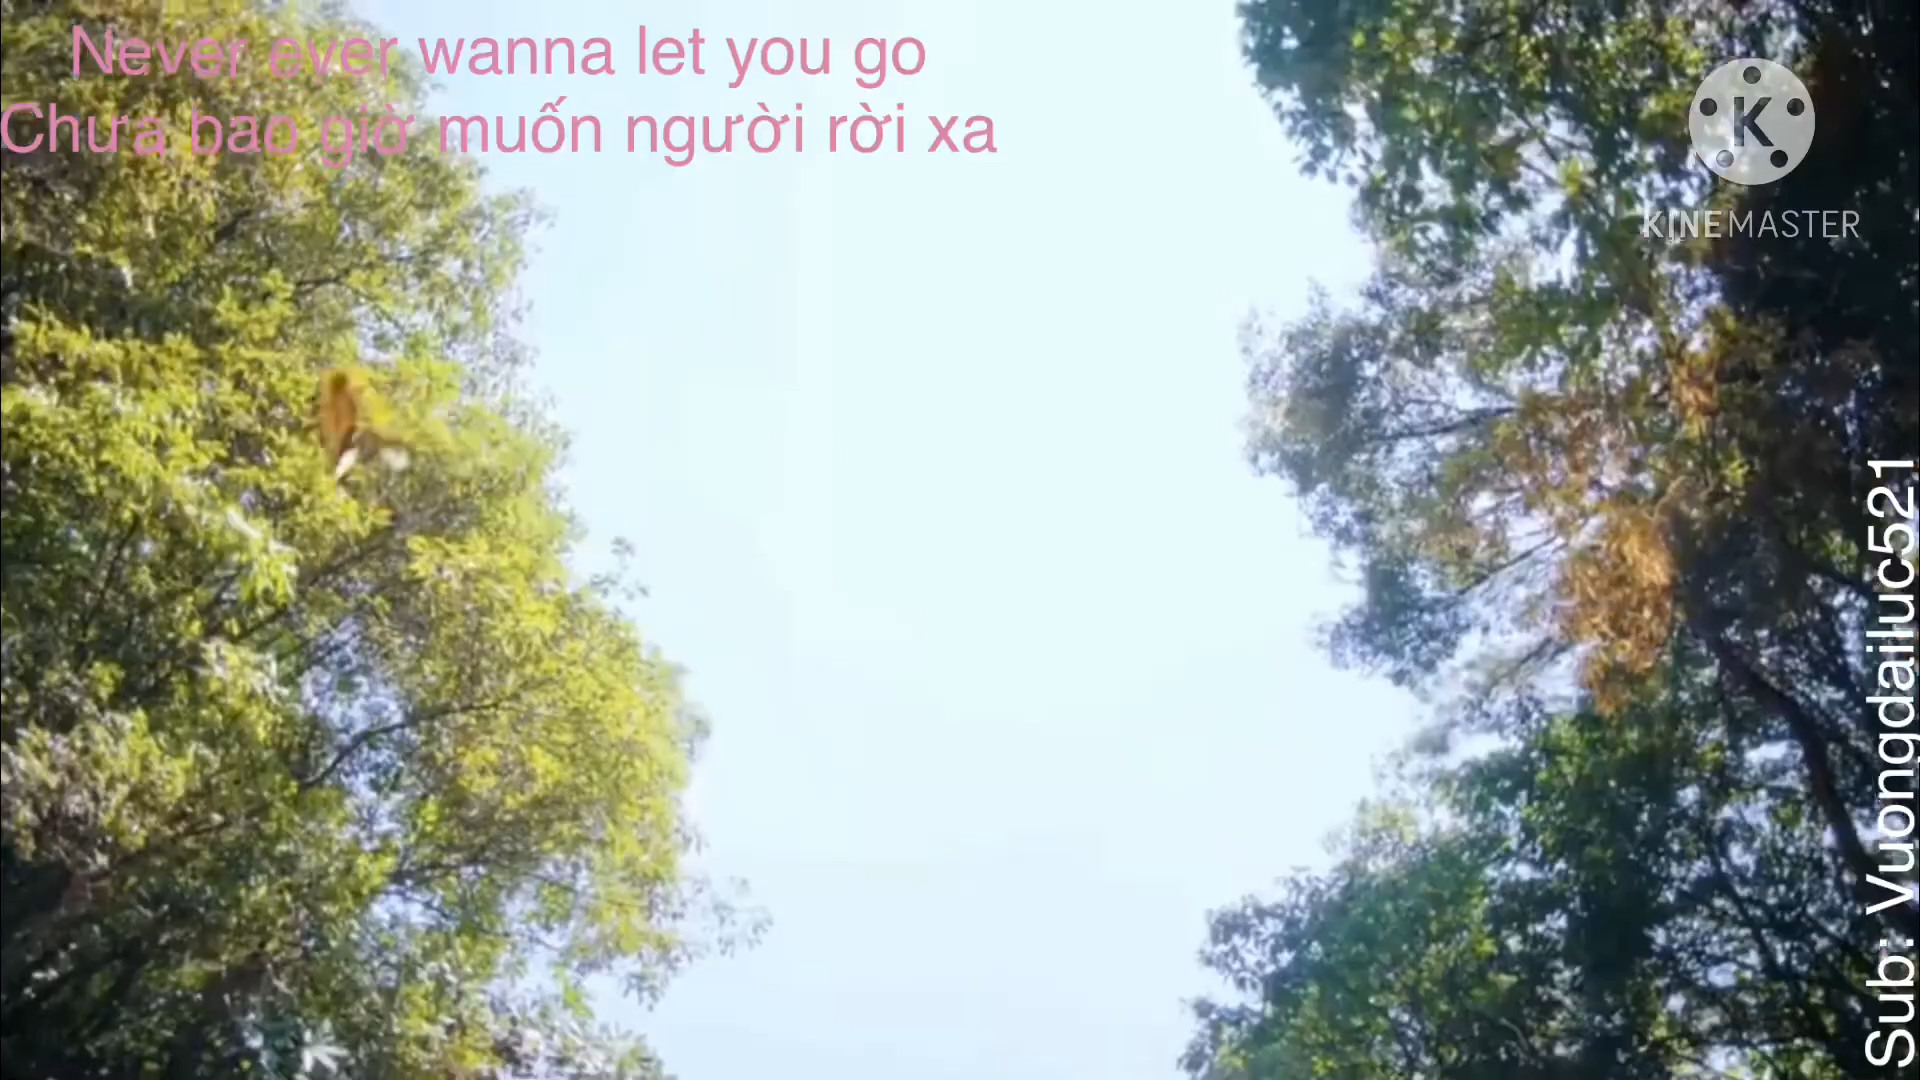 Never ever wanna let you go
Chưa bao giờ muốn người rời xa
K
KINEMASTER
Sub: Vuongdailuc521